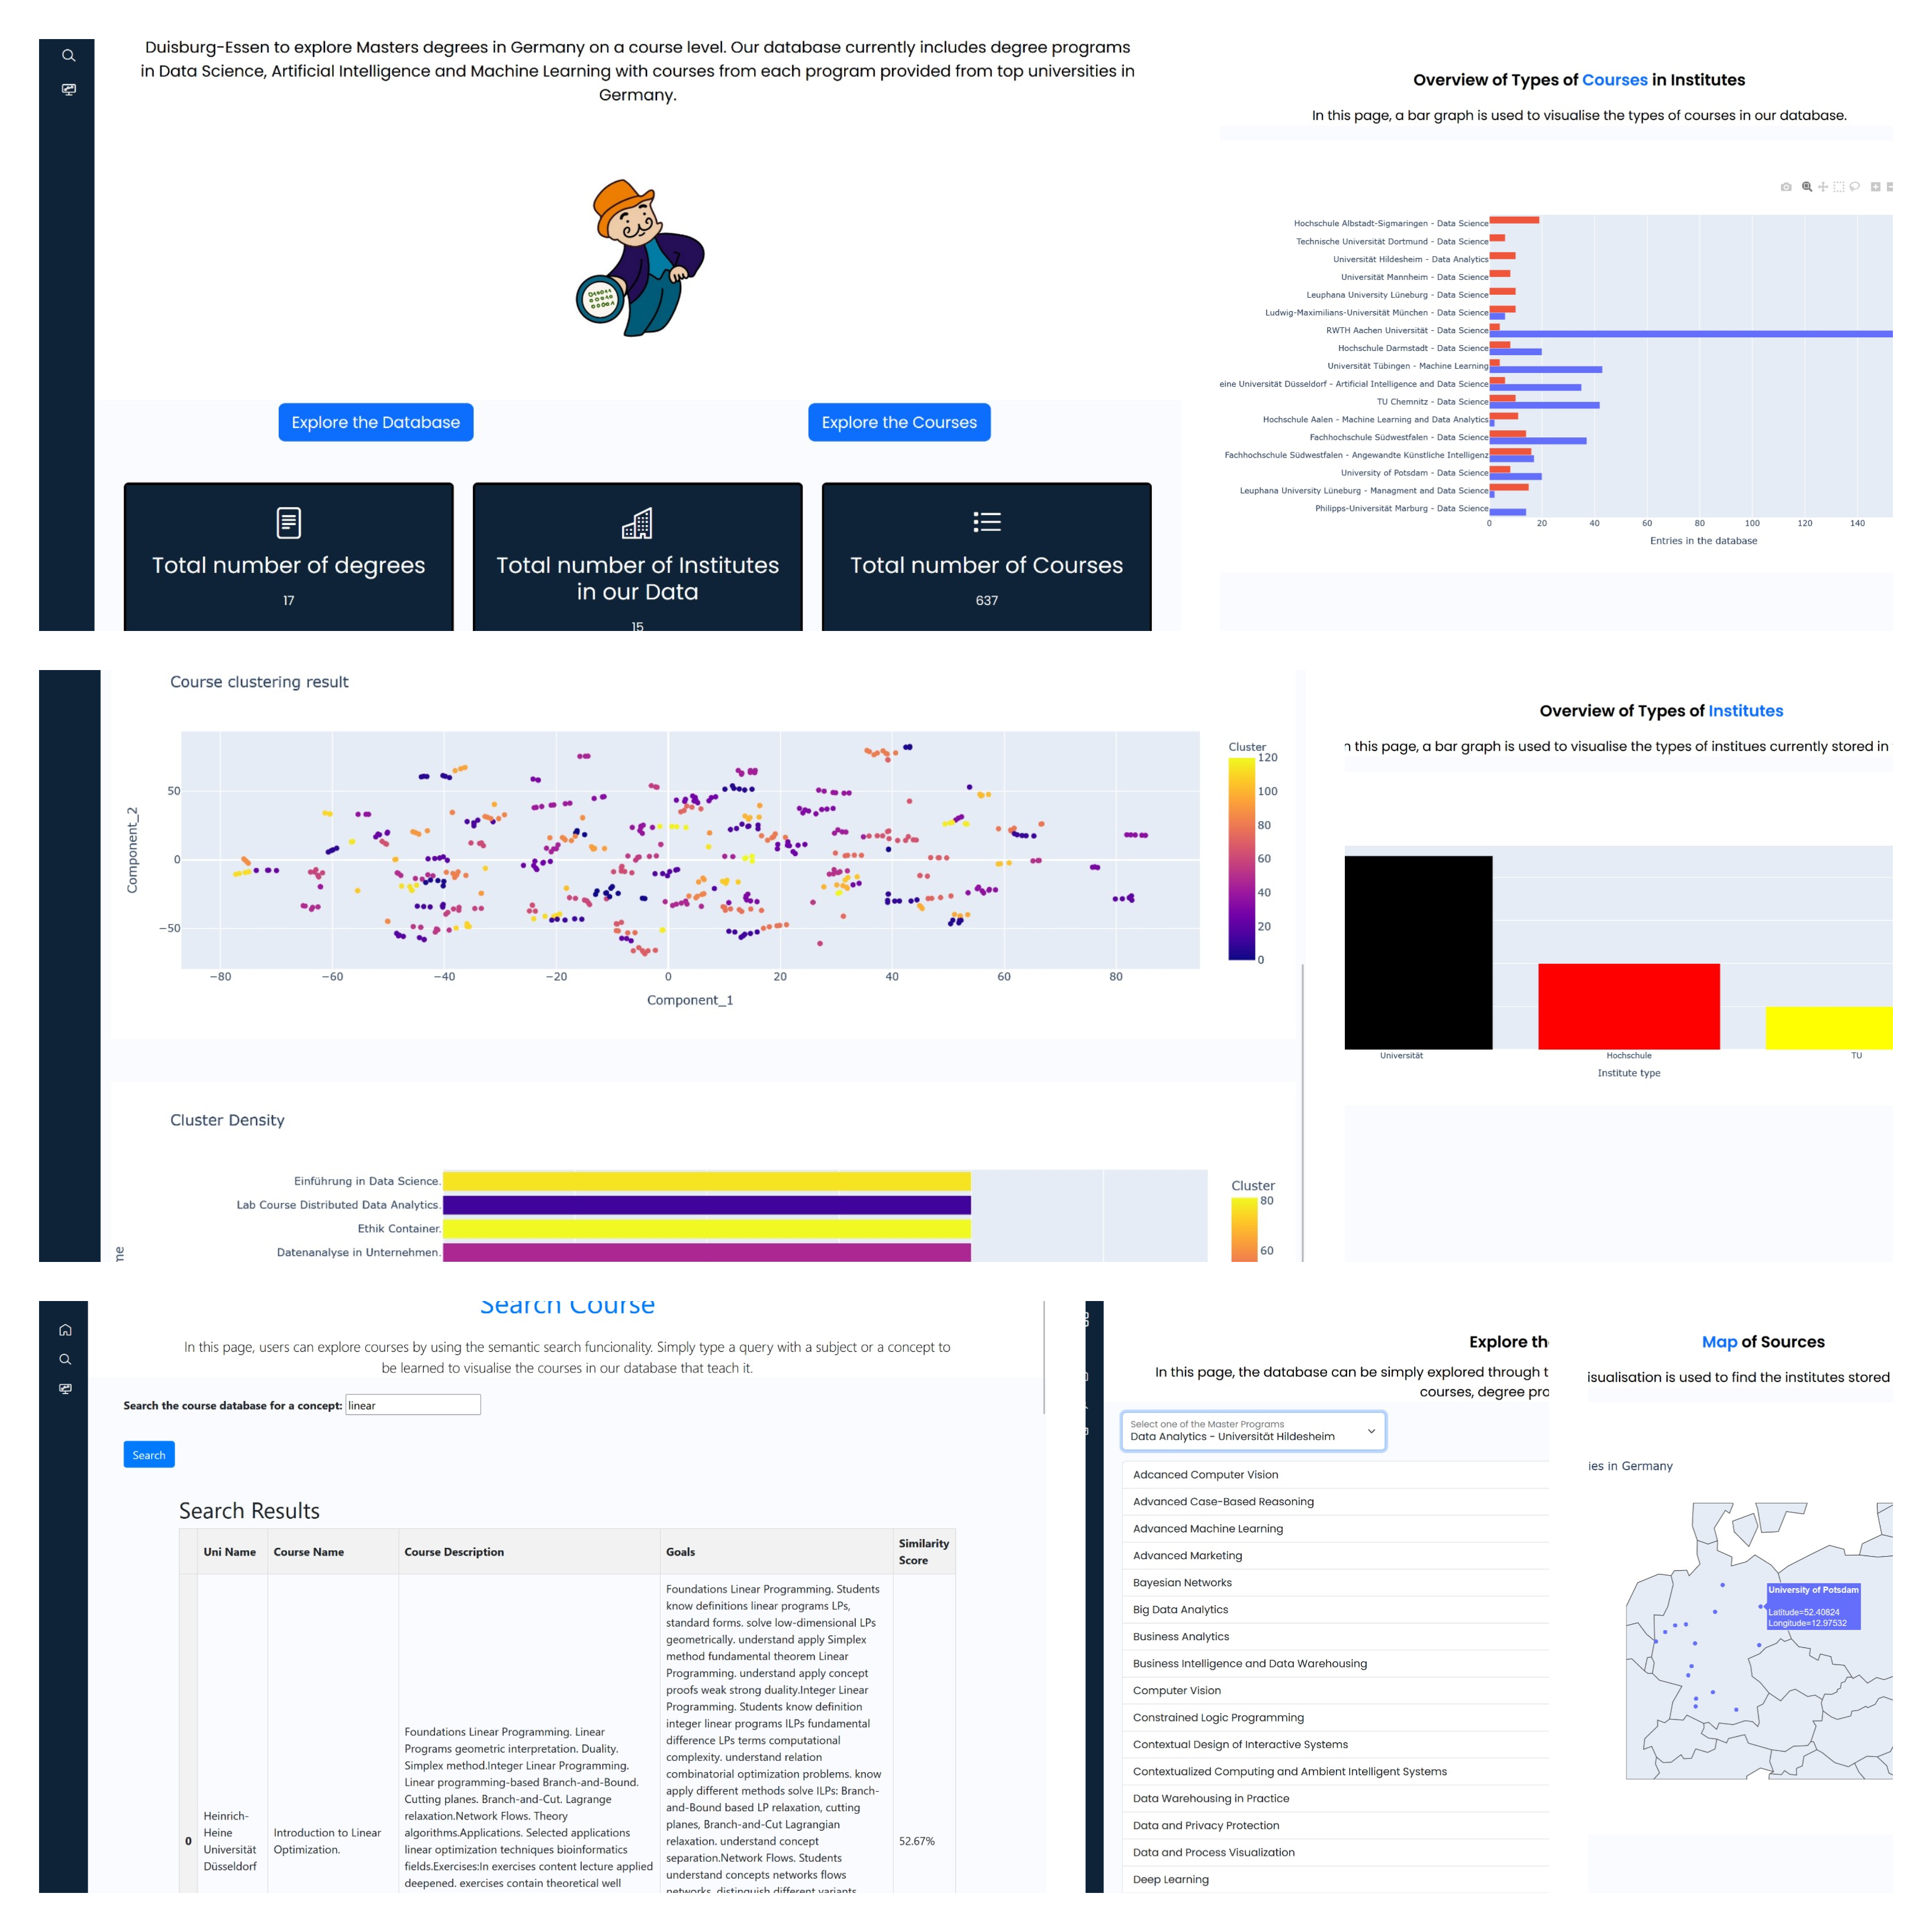 Duisburg-Essen to explore Masters degrees in Germany on a course level. Our database currently includes degree programs
in Data Science, Artificial Intelligence and Machine Learning with courses from each program provided from top universities in
Germany.
Explore the Database
Explore the Courses
Total number of degrees
17
Total number of Institutes
in our Data
15
Total number of Courses
637
Overview of Types of Courses in Institutes
In this page, a bar graph is used to visualise the types of courses in our database.
Hochschule Albstadt-Sigmaringen - Data Science
Technische Universität Dortmund - Data Science
Universität Hildesheim - Data Analytics
Universität Mannheim - Data Science
Leuphana University Lüneburg - Data Science
Ludwig-Maximilians-Universität München - Data Science
RWTH Aachen Universität - Data Science
Hochschule Darmstadt - Data Science
Universität Tübingen - Machine Learning
eine Universität Düsseldorf - Artificial Intelligence and Data Science
TU Chemnitz - Data Science
Hochschule Aalen - Machine Learning and Data Analytics
Fachhochschule Südwestfalen - Data Science
Fachhochschule Südwestfalen - Angewandte Künstliche Intelligenz
University of Potsdam - Data Science
Leuphana University Lüneburg - Managment and Data Science
Philipps-Universität Marburg - Data Science
0 20 40 60 80 100 120 140
Entries in the database
Course clustering result
Component_2
50
0
−50
−80 −60 −40 −20 0 20 40 60 80
Component_1
Cluster
120
100
80
60
40
20
0
Cluster Density
Einführung in Data Science.
Lab Course Distributed Data Analytics.
Ethik Container.
Datenanalyse in Unternehmen.
me
Cluster
80
60
Overview of Types of Institutes
n this page, a bar graph is used to visualise the types of institues currently stored in
Universität Hochschule TU
Institute type
Search Course
In this page, users can explore courses by using the semantic search funcionality. Simply type a query with a subject or a concept to
be learned to visualise the courses in our database that teach it.
Search the course database for a concept: linear
Search
Search Results
Uni Name Course Name Course Description Goals Similarity
Score
0
Heinrich-
Heine
Universität
Düsseldorf
Introduction to Linear
Optimization.
Foundations Linear Programming. Linear
Programs geometric interpretation. Duality.
Simplex method.Integer Linear Programming.
Linear programming-based Branch-and-Bound.
Cutting planes. Branch-and-Cut. Lagrange
relaxation.Network Flows. Theory
algorithms.Applications. Selected applications
linear optimization techniques bioinformatics
fields.Exercises:In exercises content lecture applied
deepened. exercises contain theoretical well
Foundations Linear Programming. Students
know definitions linear programs LPs,
standard forms. solve low-dimensional LPs
geometrically. understand apply Simplex
method fundamental theorem Linear
Programming. understand apply concept
proofs weak strong duality.Integer Linear
Programming. Students know definition
integer linear programs ILPs fundamental
difference LPs terms computational
complexity. understand relation
combinatorial optimization problems. know
apply different methods solve ILPs: Branch-
and-Bound based LP relaxation, cutting
planes, Branch-and-Cut Lagrangian
relaxation. understand concept
separation.Network Flows. Students
understand concepts networks flows
networks. distinguish different variants
52.67%
Explore th
In this page, the database can be simply explored through t
courses, degree pro
Select one of the Master Programs
Data Analytics - Universität Hildesheim
Adcanced Computer Vision
Advanced Case-Based Reasoning
Advanced Machine Learning
Advanced Marketing
Bayesian Networks
Big Data Analytics
Business Analytics
Business Intelligence and Data Warehousing
Computer Vision
Constrained Logic Programming
Contextual Design of Interactive Systems
Contextualized Computing and Ambient Intelligent Systems
Data Warehousing in Practice
Data and Privacy Protection
Data and Process Visualization
Deep Learning
Map of Sources
isualisation is used to find the institutes stored
ies in Germany
University of Potsdam
Latitude=52.40824
Longitude=12.97532